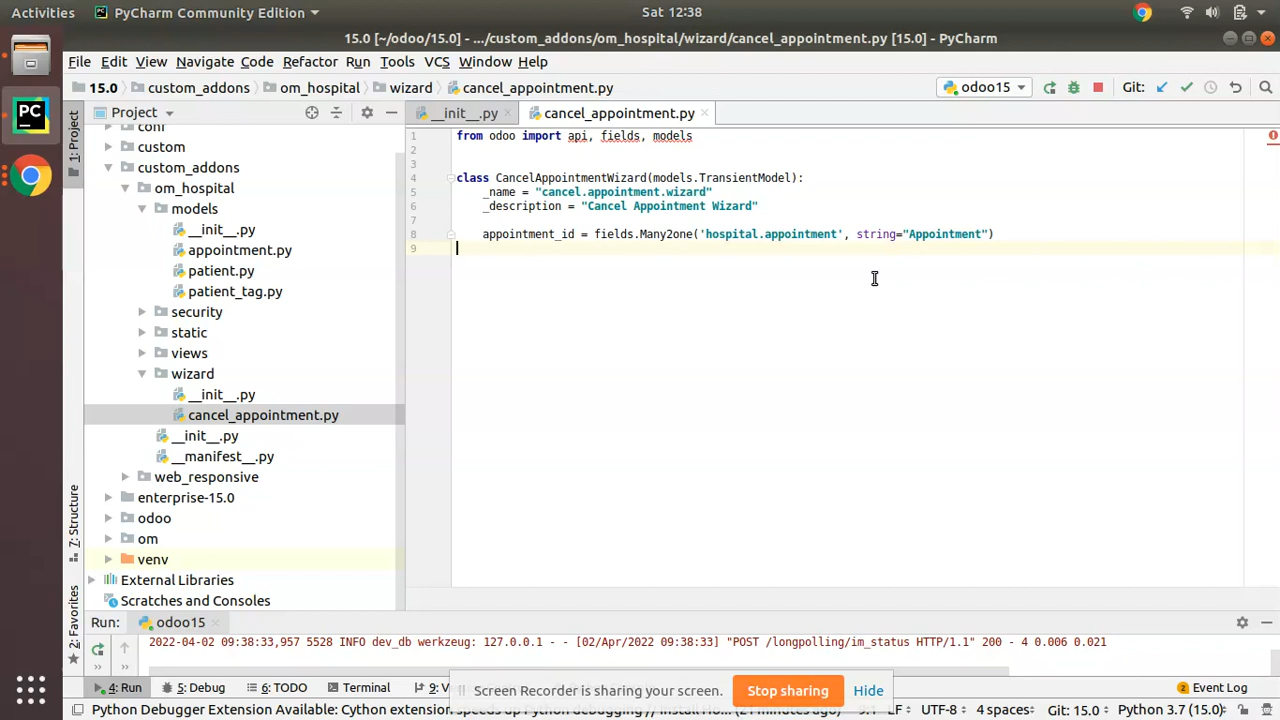 Activities PyCharm Community Edition Sat 12:38
15.0 [~/odoo/15.0] - .../custom_addons/om_hospital/wizard/cancel_appointment.py [15.0] - PyCharm
File Edit View Navigate Code Refactor Run Tools VCS Window Help
15.0 custom_addons om_hospital wizard cancel_appointment.py odoo15 Git:
1: Project
Project
conf
custom
custom_addons
om_hospital
models
__init__.py
appointment.py
patient.py
patient_tag.py
security
static
views
wizard
__init__.py
cancel_appointment.py
__init__.py
__manifest__.py
web_responsive
enterprise-15.0
odoo
om
venv
External Libraries
Scratches and Consoles
7: Structure
2: Favorites
__init__.py cancel_appointment.py
1 from odoo import api, fields, models
2
3
4 class CancelAppointmentWizard(models.TransientModel):
5 _name = "cancel.appointment.wizard"
6 _description = "Cancel Appointment Wizard"
7
8 appointment_id = fields.Many2one('hospital.appointment', string="Appointment")
9
Run: odoo15
2022-04-02 09:38:33,957 5528 INFO dev_db werkzeug: 127.0.0.1 - - [02/Apr/2022 09:38:33] "POST /longpolling/im_status HTTP/1.1" 200 - 4 0.006 0.021
4: Run 5: Debug 6: TODO Terminal 9: Event Log
Screen Recorder is sharing your screen. Stop sharing Hide
Python Debugger Extension Available: Cython extension speeds up Python debugging // Install (21 minutes ago) 9:1 LF UTF-8 4 spaces Git: 15.0 Python 3.7 (15.0)